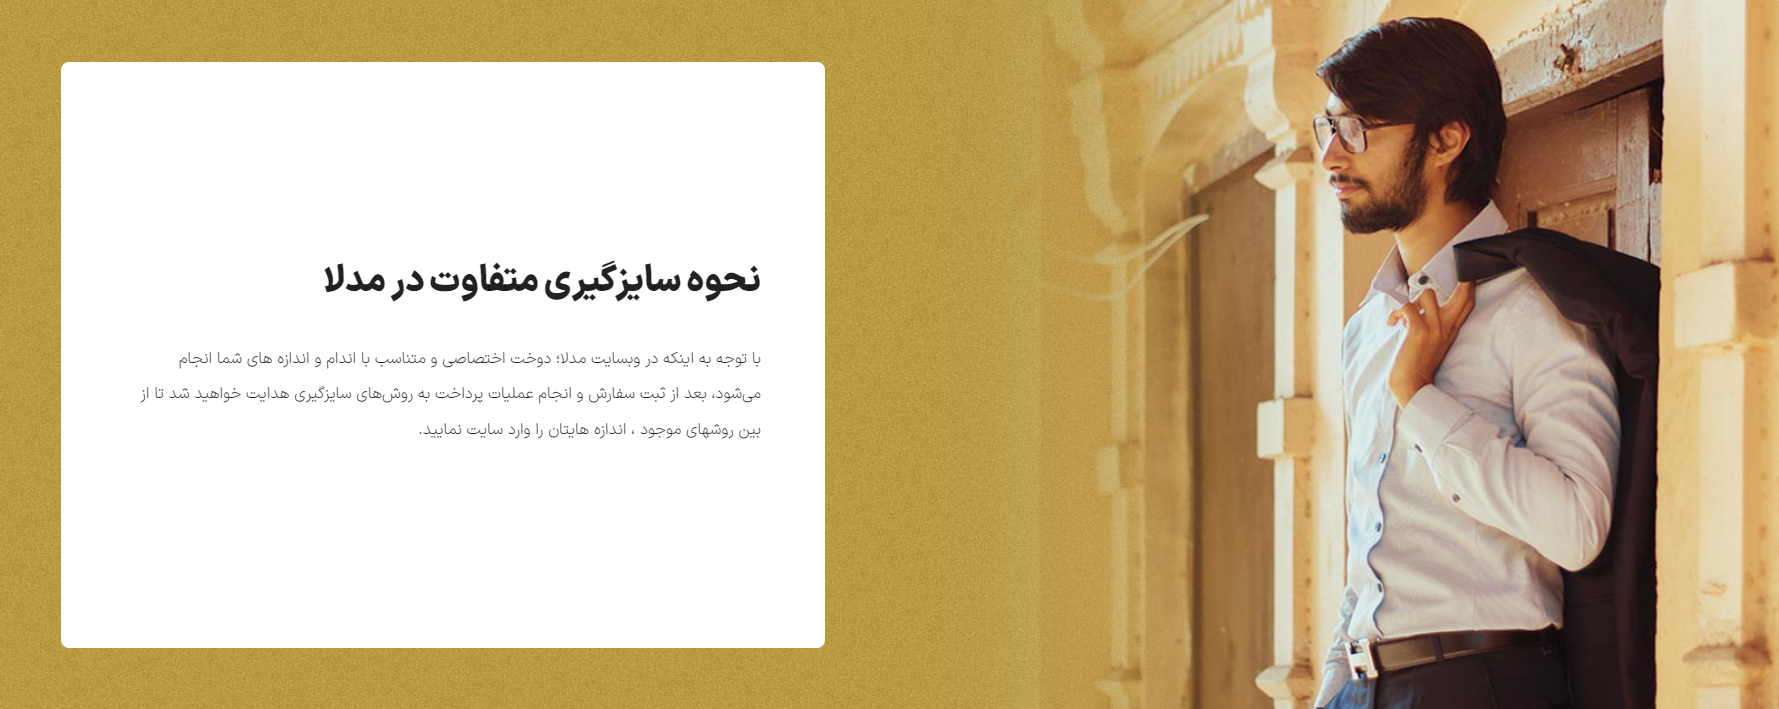 نحوه سایزگیری متفاوت در مدلا
با توجه به اینکه در وبسایت مدلا؛ دوخت اختصاصی و متناسب با اندام و اندازه های شما انجام
می‌شود، بعد از ثبت سفارش و انجام عملیات پرداخت به روش‌های سایزگیری هدایت خواهید شد تا از
بین روشهای موجود ، اندازه هایتان را وارد سایت نمایید.